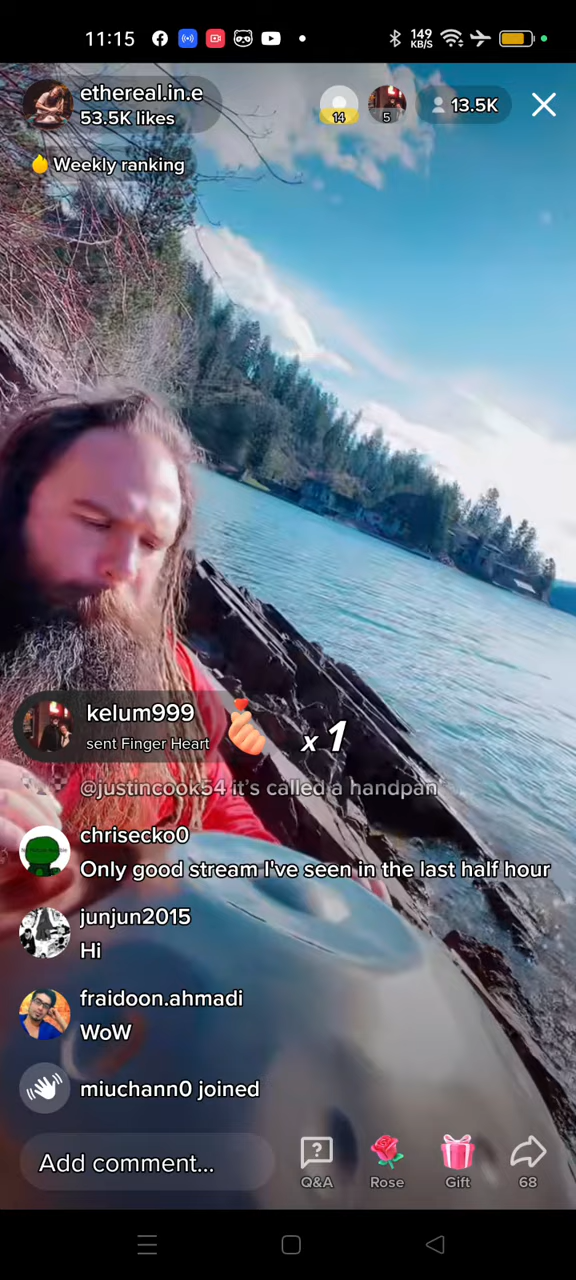 11:15
149
KB/S
ethereal.in.e
53.5K likes
14
5
13.5K
Weekly ranking
kelum999
sent Finger Heart
x 1
@justincook54 it's called a handpan
chrisecko0
Only good stream I've seen in the last half hour
junjun2015
Hi
fraidoon.ahmadi
WoW
miuchann0 joined
Add comment...
Q&A
Rose
Gift
68